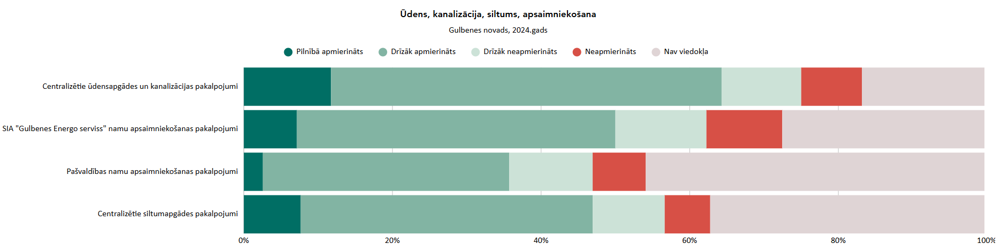 Ūdens, kanalizācija, siltums, apsaimniekošana
Gulbenes novads, 2024.gads
Pilnībā apmierināts Drīzāk apmierināts Drīzāk neapmierināts Neapmierināts Nav viedokļa
Centralizētie ūdensapgādes un kanalizācijas pakalpojumi
SIA "Gulbenes Energo serviss" namu apsaimniekošanas pakalpojumi
Pašvaldības namu apsaimniekošanas pakalpojumi
Centralizētie siltumapgādes pakalpojumi
0% 20% 40% 60% 80% 100%